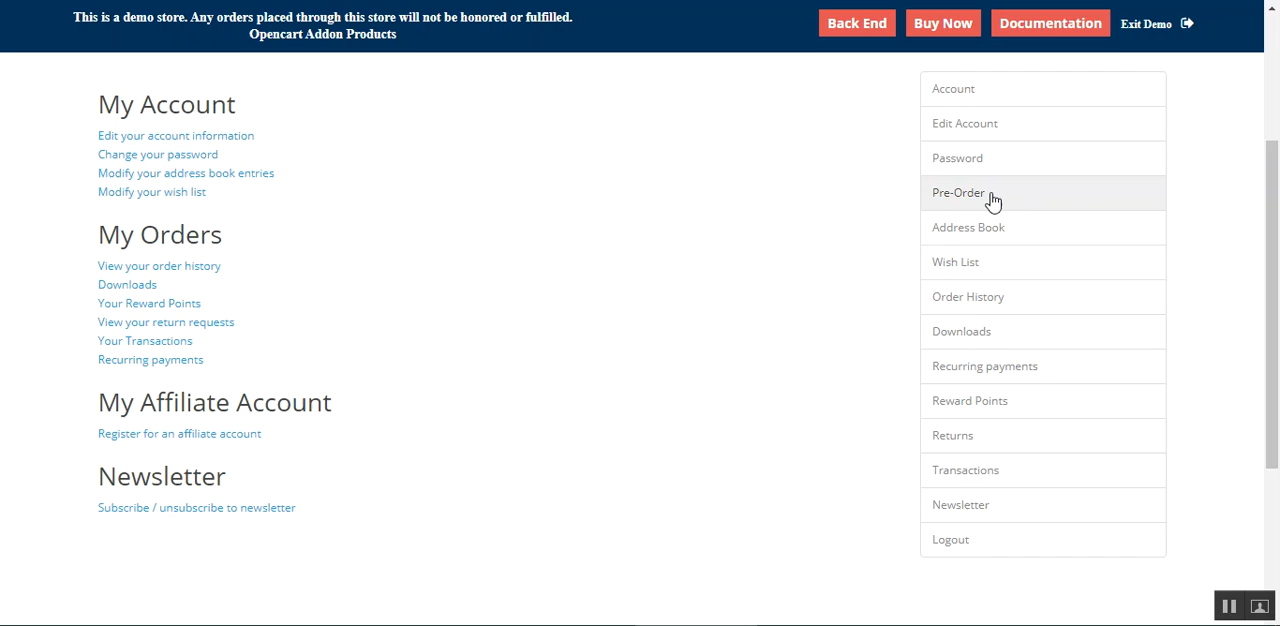 This is a demo store. Any orders placed through this store will not be honored or fulfilled.
Opencart Addon Products
Back End
Buy Now
Documentation
Exit Demo
My Account
Edit your account information
Change your password
Modify your address book entries
Modify your wish list
My Orders
View your order history
Downloads
Your Reward Points
View your return requests
Your Transactions
Recurring payments
My Affiliate Account
Register for an affiliate account
Newsletter
Subscribe / unsubscribe to newsletter
Account
Edit Account
Password
Pre-Order
Address Book
Wish List
Order History
Downloads
Recurring payments
Reward Points
Returns
Transactions
Newsletter
Logout